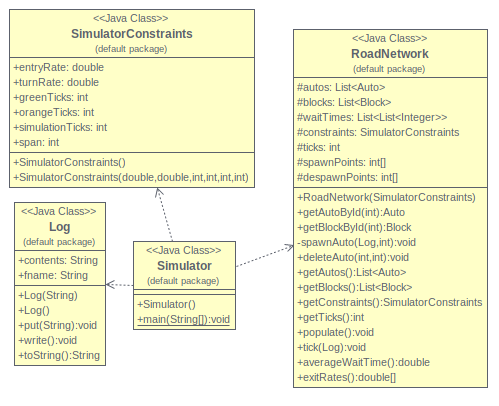 <<Java Class>>
SimulatorConstraints
(default package)
+entryRate: double
+turnRate: double
+greenTicks: int
+orangeTicks: int
+simulationTicks: int
+span: int
+SimulatorConstraints()
+SimulatorConstraints(double,double,int,int,int,int)
<<Java Class>>
RoadNetwork
(default package)
#autos: List<Auto>
#blocks: List<Block>
#waitTimes: List<List<Integer>>
#constraints: SimulatorConstraints
#ticks: int
#spawnPoints: int[]
#despawnPoints: int[]
+RoadNetwork(SimulatorConstraints)
+getAutoById(int):Auto
+getBlockById(int):Block
-spawnAuto(Log,int):void
+deleteAuto(int,int):void
+getAutos():List<Auto>
+getBlocks():List<Block>
+getConstraints():SimulatorConstraints
+getTicks():int
+populate():void
+tick(Log):void
+averageWaitTime():double
+exitRates():double[]
<<Java Class>>
Log
(default package)
+contents: String
+fname: String
+Log(String)
+Log()
+put(String):void
+write():void
+toString():String
<<Java Class>>
Simulator
(default package)
+Simulator()
+main(String[]):void